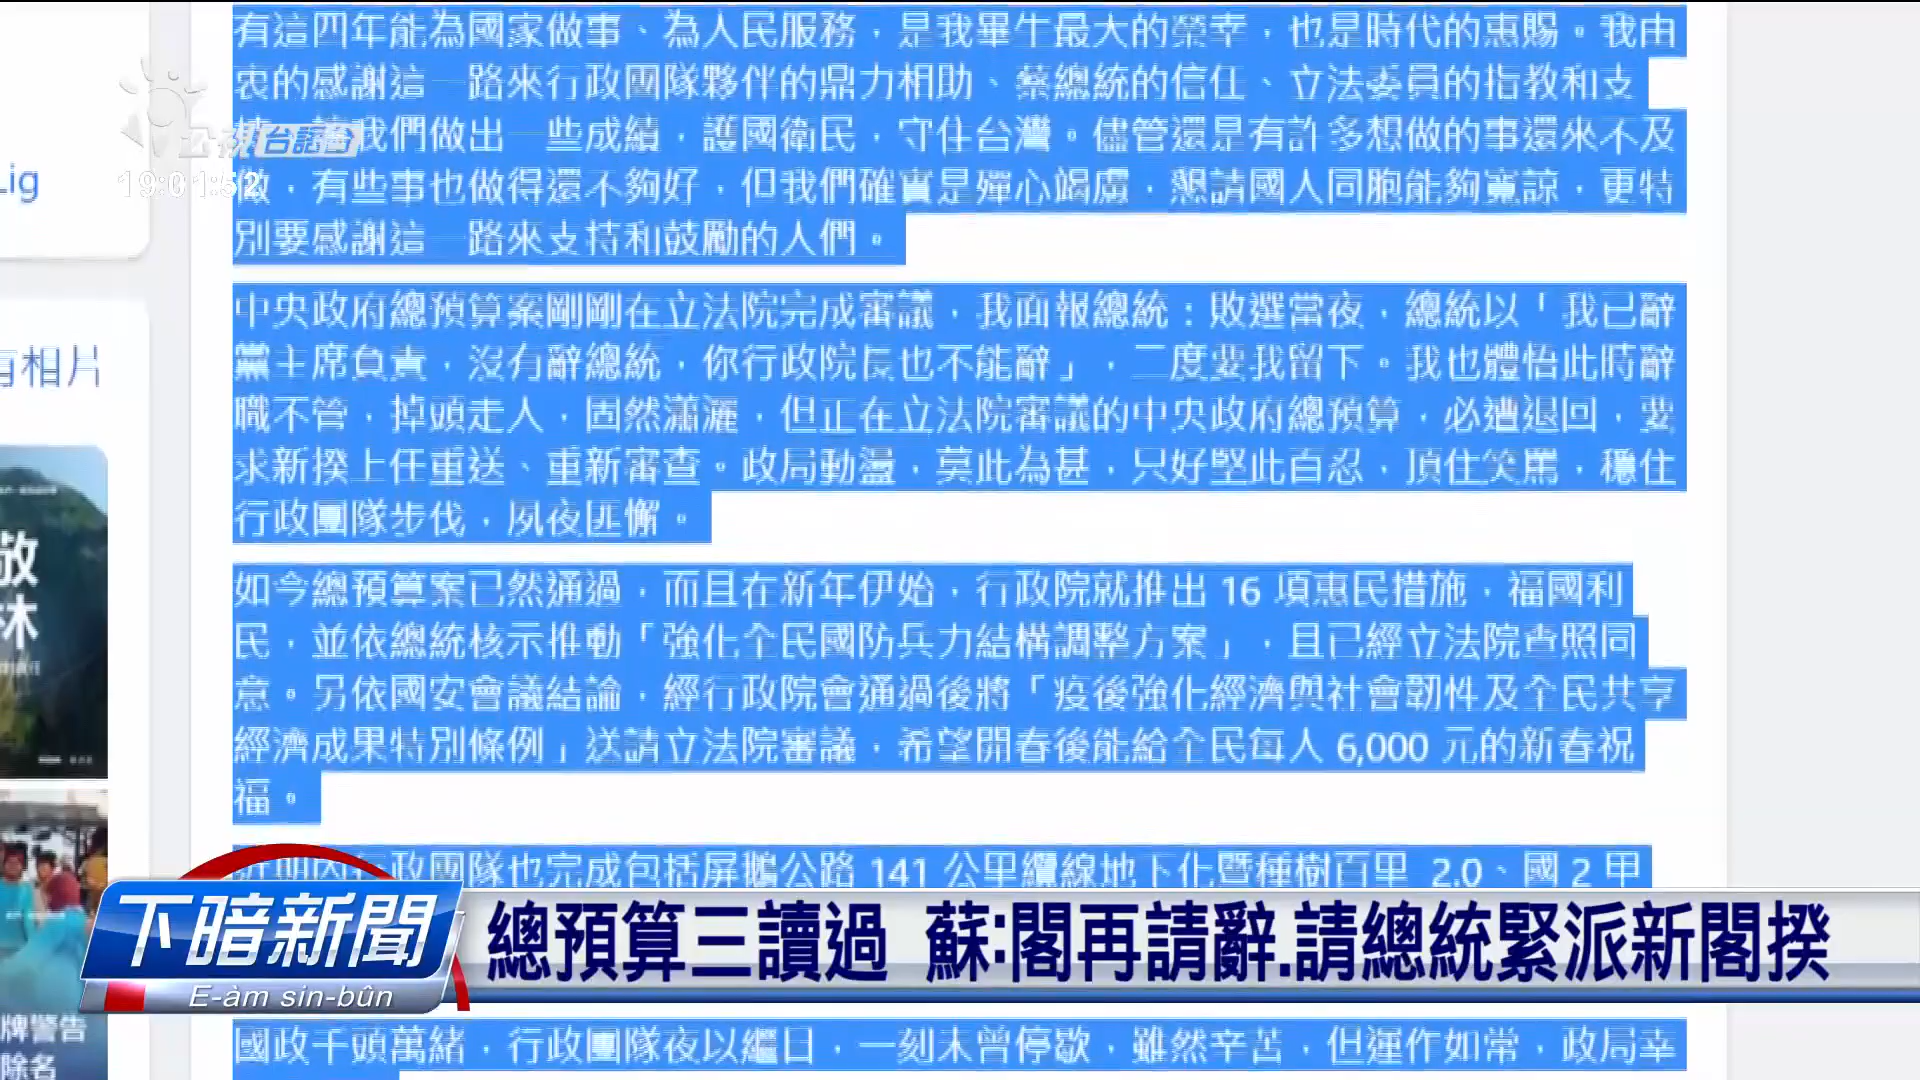 有這四年能為國家做事、為人民服務，是我畢生最大的榮幸，也是時代的惠賜。我由
衷的感謝這一路來行政團隊夥伴的鼎力相助、蔡總統的信任、立法委員的指教和支
我們做出一些成績，護國衛民，守住台灣。儘管還是有許多想做的事還來不及
公視台語台
19:01:52
做，有些事也做得還不夠好，但我們確實是殫心竭慮，懇請國人同胞能夠寬諒，更特
別要感謝這一路來支持和鼓勵的人們。
Lig
中央政府總預算案剛剛在立法院完成審議，我面報總統：敗選當夜，總統以「我已辭
黨主席負責，沒有辭總統，你行政院長也不能辭」，二度要我留下。我也體悟此時辭
職不管，掉頭走人，固然瀟灑，但正在立法院審議的中央政府總預算，必遭退回，要
求新揆上任重送、重新審查。政局動盪，莫此為甚，只好堅此百忍，頂住笑罵，穩住
行政團隊步伐，夙夜匪懈。
有相片
如今總預算案已然通過，而且在新年伊始，行政院就推出 16 項惠民措施，福國利
民，並依總統核示推動「強化全民國防兵力結構調整方案」，且已經立法院查照同
意。另依國安會議結論，經行政院會通過後將「疫後強化經濟與社會韌性及全民共享
經濟成果特別條例」送請立法院審議，希望開春後能給全民每人 6,000 元的新春祝
福。
敬
林
近期內行政團隊也完成包括屏鵝公路 141 公里纜線地下化暨種樹百里 2.0、國 2 甲
下暗新聞
E-àm sin-bûn
總預算三讀過 蘇:閣再請辭.請總統緊派新閣揆
國政千頭萬緒，行政團隊夜以繼日，一刻未曾停歇，雖然辛苦，但運作如常，政局幸
牌警告
除名